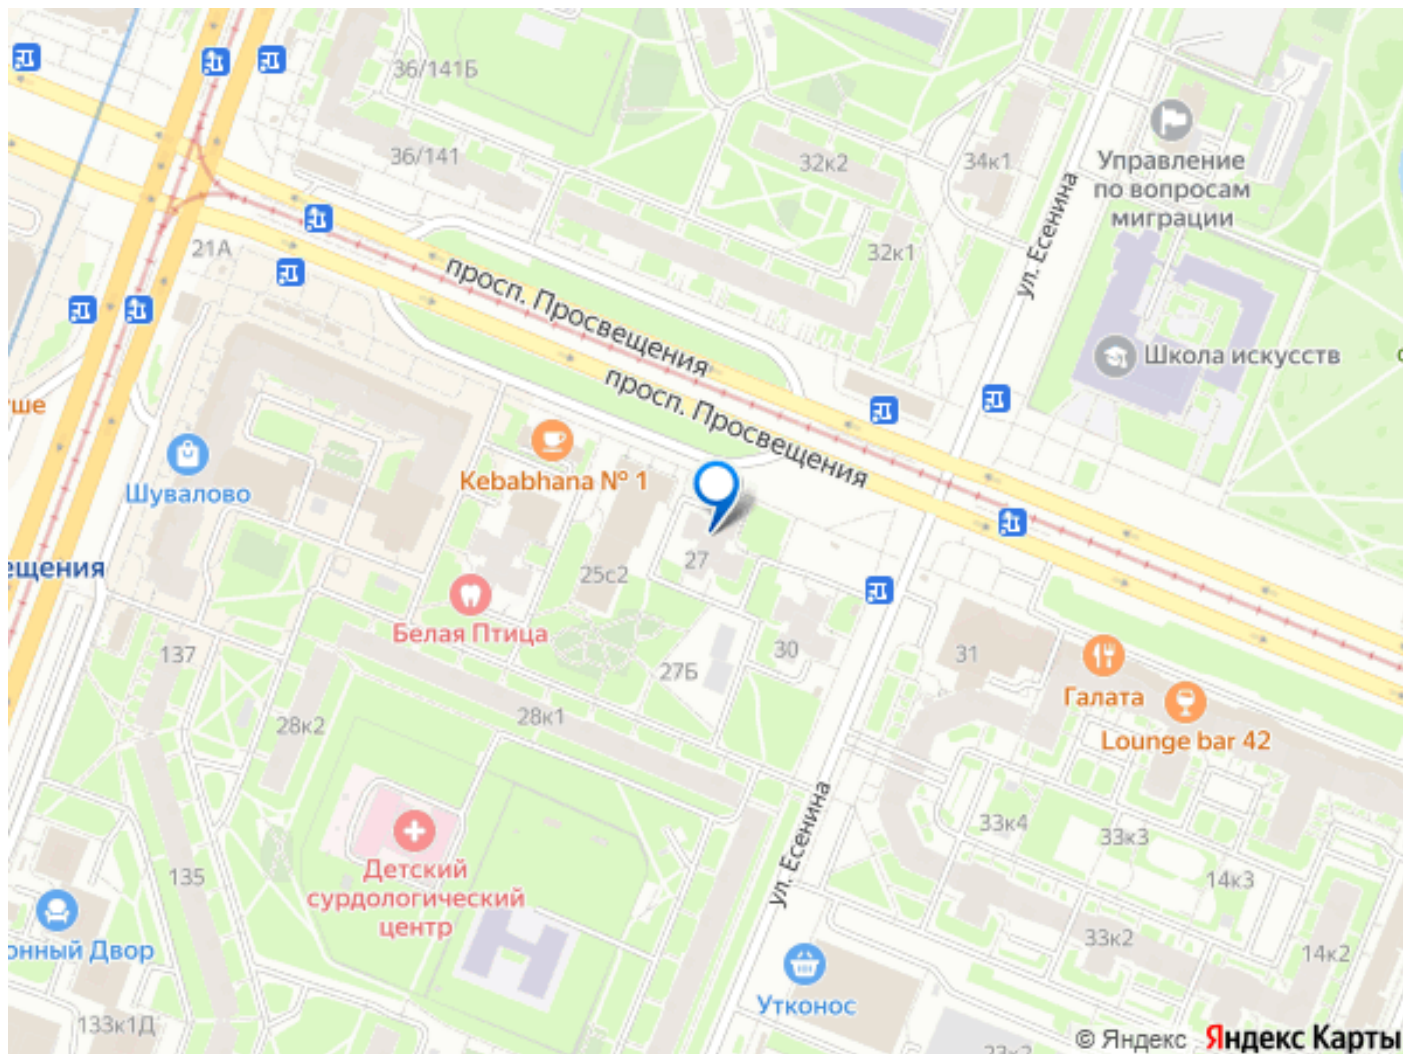 36/141Б
36/141
32к2
34к1
Управление
по вопросам
миграции
ул. Есенина
21А
32к1
просп. Просвещения
просп. Просвещения
Школа искусств
уше
Шувалово
Kebabhana № 1
ещения
27
25с2
Белая Птица
137
30
31
27Б
Галата
28к2
28к1
Lounge bar 42
ул. Есенина
33к4
33к3
Детский
сурдологический
центр
135
14к3
онный Двор
33к2
14к2
Утконос
133к1Д
© Яндекс Яндекс Карты